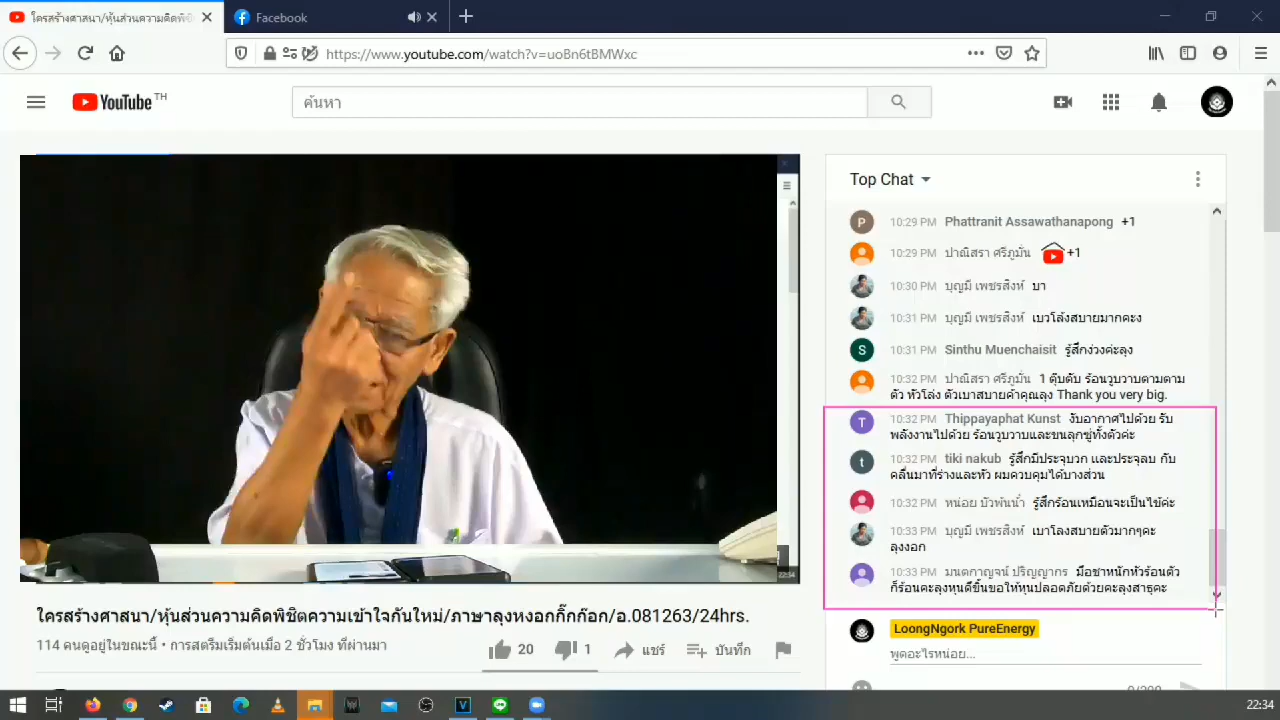 ใครสร้างศาสนา/หุ้นส่วนความคิดพิชิ
Facebook
https://www.youtube.com/watch?v=uoBn6tBMWxc
YouTube TH
ค้นหา
Top Chat
10:29 PM Phattranit Assawathanapong +1
10:29 PM ปาณิสรา ศรีภูมั่น +1
10:30 PM บุญมี เพชรสิงห์ บา
10:31 PM บุญมี เพชรสิงห์ เบวโล้งสบายมากคะง
10:31 PM Sinthu Muenchaisit รู้สึกง่วงค่ะลุง
10:32 PM ปาณิสรา ศรีภูมั่น 1 ตุ๊บดับ ร้อนวูบวาบตามตาม
ตัว หัวโล่ง ตัวเบาสบายค้าคุณลุง Thank you very big.
10:32 PM Thippayaphat Kunst งับอากาศไปด้วย รับ
พลังงานไปด้วย ร้อนวูบวาบและขนลุกซู่ทั้งตัวค่ะ
10:32 PM tiki nakub รู้สึกมีประจุบวก และประจุลบ กับ
คลื่นมาที่ร่างและหัว ผมควบคุมได้บางส่วน
10:32 PM หน่อย บัวพันน้ำ รู้สึกร้อนเหมือนจะเป็นไข้ค่ะ
10:33 PM บุญมี เพชรสิงห์ เบาโลงสบายตัวมากๆคะ
ลุงงอก
10:33 PM มนตกาญจน์ ปริญญากร มือชาหนักหัวร้อนตัว
ก็ร้อนคะลุงหุนดีขึ้นขอให้หุนปลอดภัยด้วยคะลุงสาธุคะ
ใครสร้างศาสนา/หุ้นส่วนความคิดพิชิตความเข้าใจกันใหม่/ภาษาลุงหงอกกิ๊กก๊อก/อ.081263/24hrs.
LoongNgork PureEnergy
114 คนดูอยู่ในขณะนี้ • การสตรีมเริ่มต้นเมื่อ 2 ชั่วโมง ที่ผ่านมา
20 1 แชร์ บันทึก
พูดอะไรหน่อย...
0/200
22:34